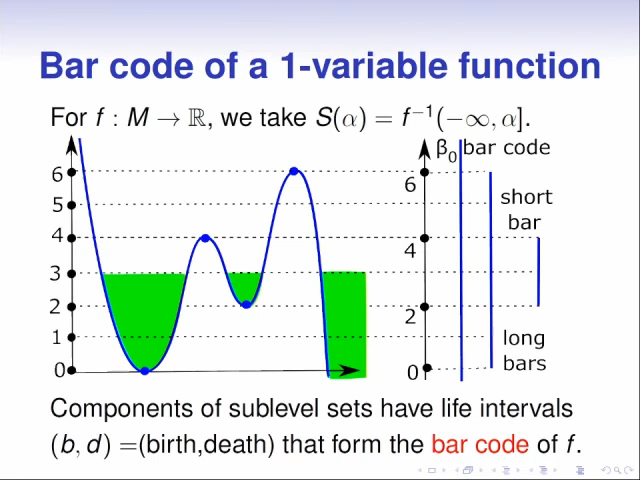 Bar code of a 1-variable function
For f : M → ℝ, we take S(α) = f⁻¹(−∞, α].
β₀ bar code
6
5
4
3
2
1
0
6
4
2
0
short
bar
long
bars
Components of sublevel sets have life intervals
(b, d) =(birth,death) that form the bar code of f.